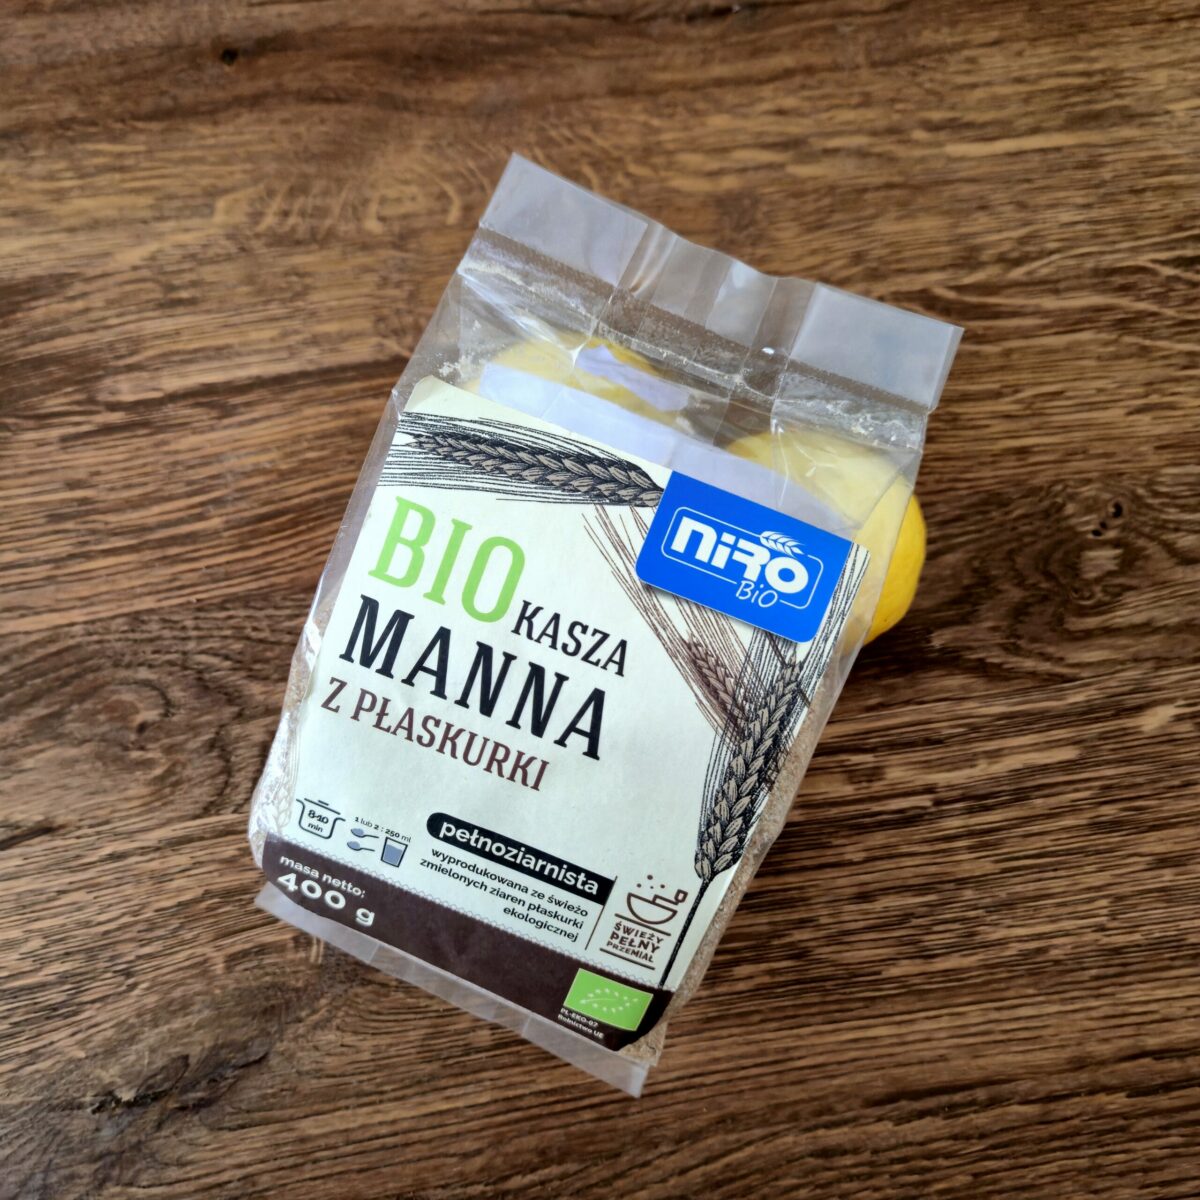 niRO
BiO
BIO KASZA
MANNA
Z PŁASKURKI
8-10
min
1 lub 2 : 250 ml
pełnoziarnista
wyprodukowana ze świeżo
zmielonych ziaren płaskurki
ekologicznej
ŚWIEŻY
PEŁNY
PRZEMIAŁ
masa netto:
400 g
PL-EKO-07
Rolnictwo UE